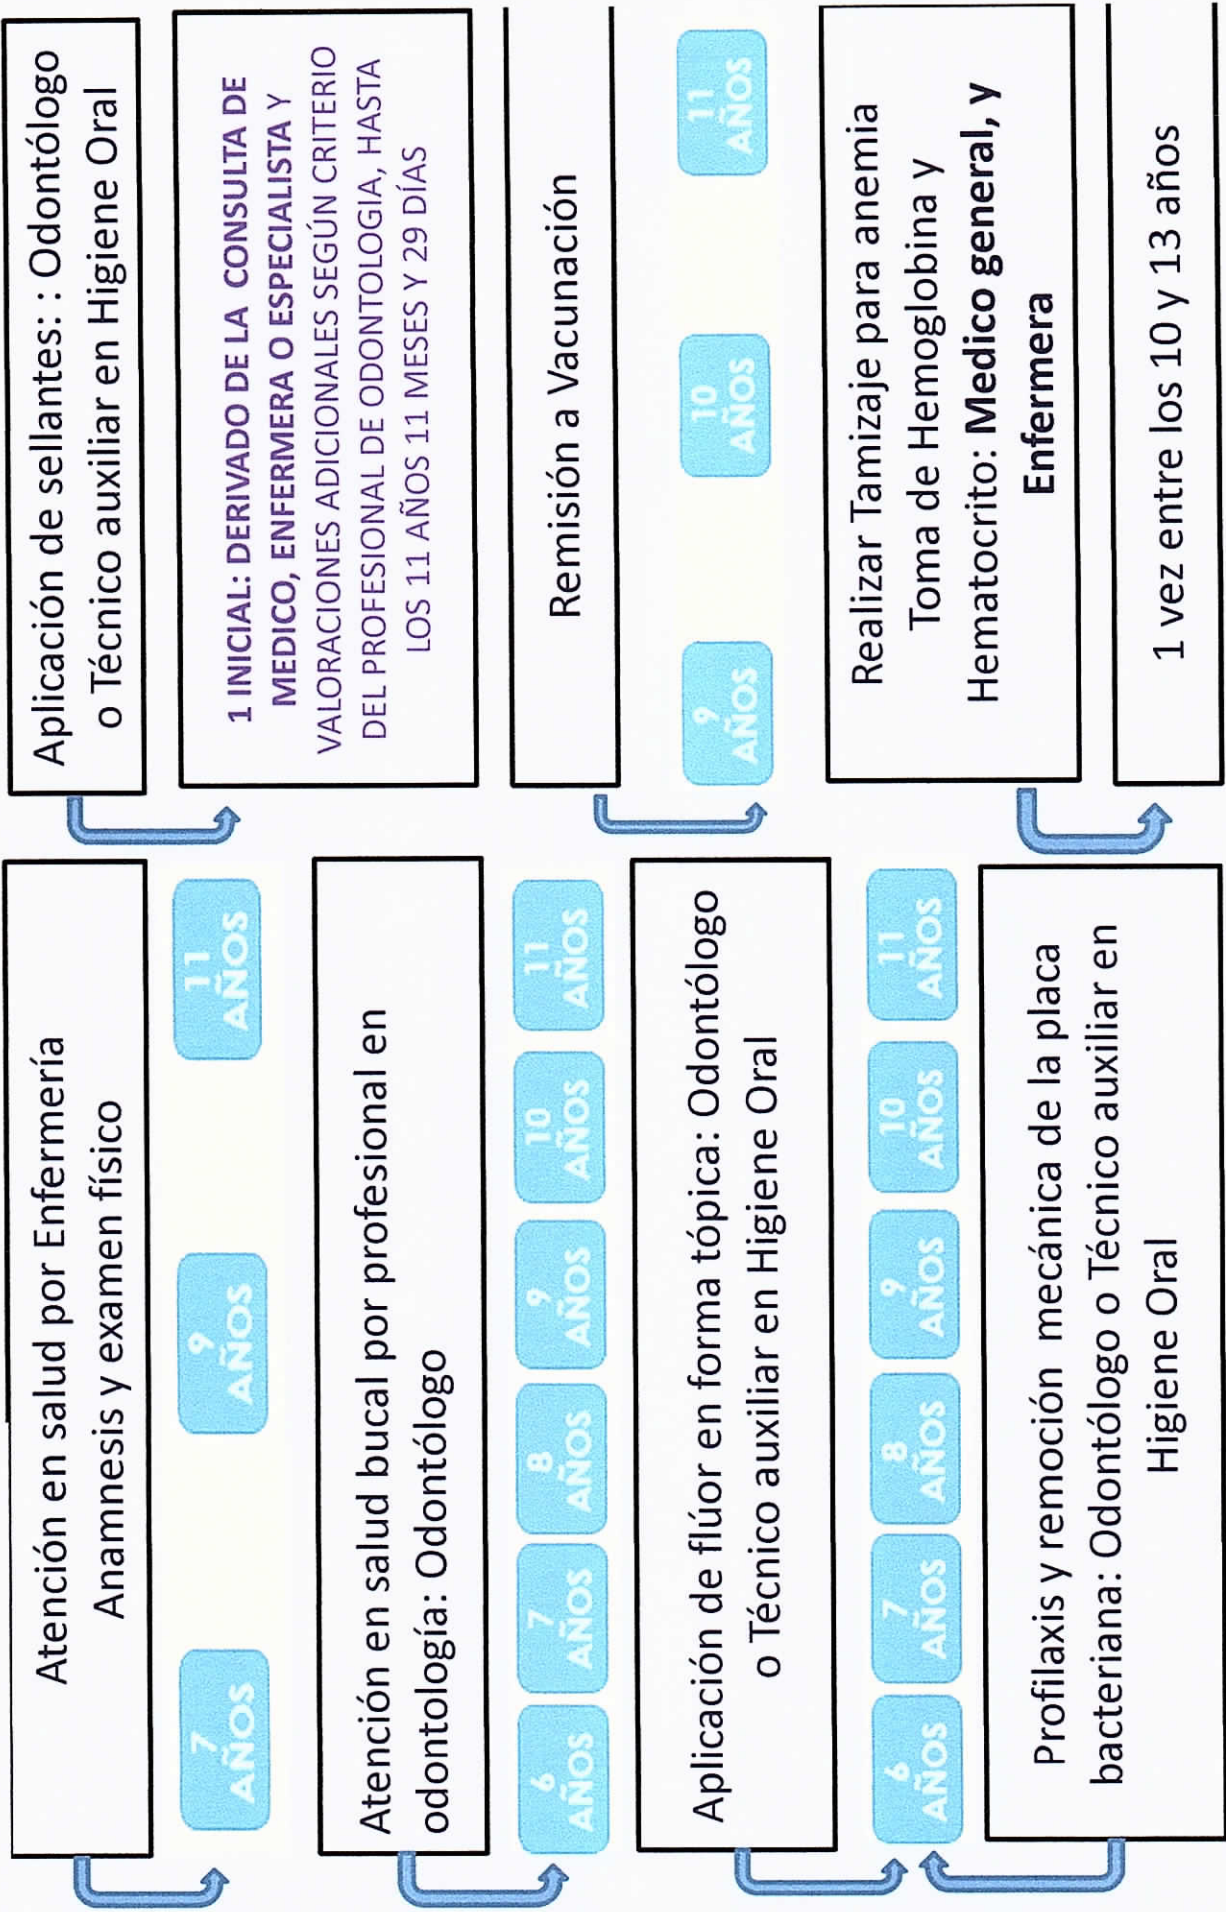 Atención en salud por Enfermería
Anamnesis y examen físico
7
AÑOS
9
AÑOS
11
AÑOS
Atención en salud bucal por profesional en
odontología: Odontólogo
6
AÑOS
7
AÑOS
8
AÑOS
9
AÑOS
10
AÑOS
11
AÑOS
Aplicación de flúor en forma tópica: Odontólogo
o Técnico auxiliar en Higiene Oral
6
AÑOS
7
AÑOS
8
AÑOS
9
AÑOS
10
AÑOS
11
AÑOS
Profilaxis y remoción mecánica de la placa
bacteriana: Odontólogo o Técnico auxiliar en
Higiene Oral
Aplicación de sellantes: : Odontólogo
o Técnico auxiliar en Higiene Oral
1 INICIAL: DERIVADO DE LA CONSULTA DE
MEDICO, ENFERMERA O ESPECIALISTA Y
VALORACIONES ADICIONALES SEGÚN CRITERIO
DEL PROFESIONAL DE ODONTOLOGIA, HASTA
LOS 11 AÑOS 11 MESES Y 29 DÍAS
Remisión a Vacunación
9
AÑOS
10
AÑOS
11
AÑOS
Realizar Tamizaje para anemia
Toma de Hemoglobina y
Hematocrito: Medico general, y
Enfermera
1 vez entre los 10 y 13 años